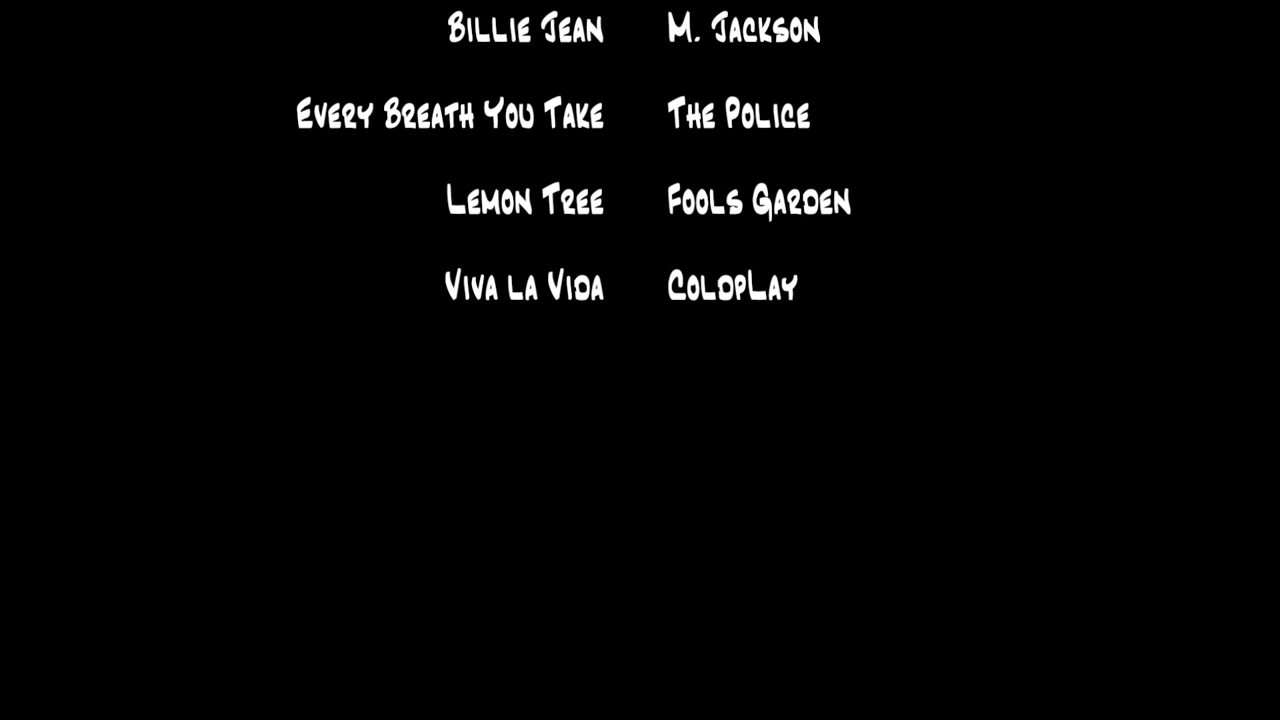 Billie Jean M. Jackson
Every Breath You Take The Police
Lemon Tree Fools Garden
Viva la Vida ColdpLay